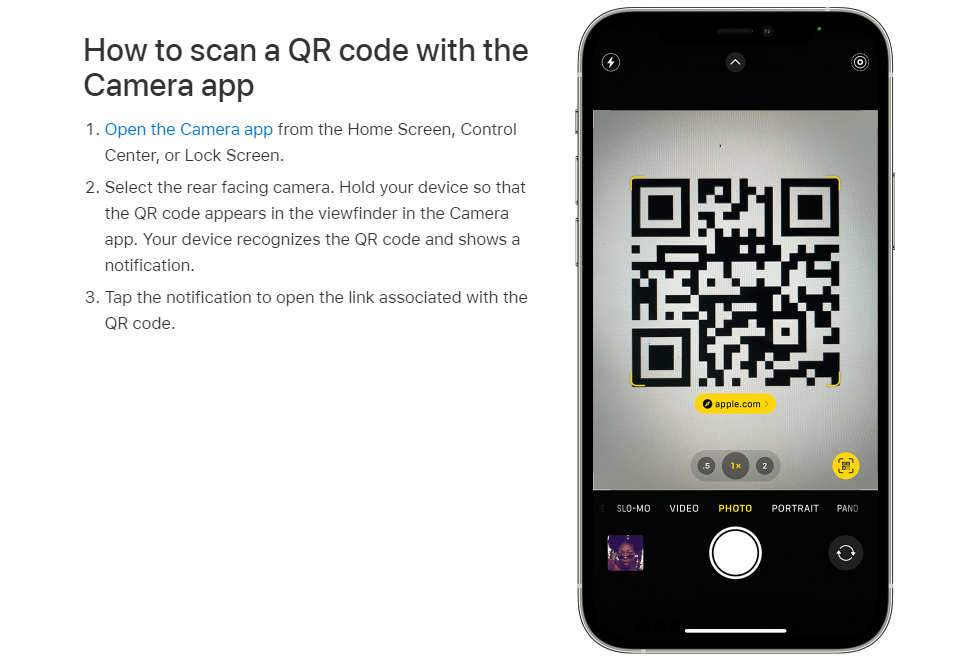 How to scan a QR code with the
Camera app
1. Open the Camera app from the Home Screen, Control
Center, or Lock Screen.
2. Select the rear facing camera. Hold your device so that
the QR code appears in the viewfinder in the Camera
app. Your device recognizes the QR code and shows a
notification.
3. Tap the notification to open the link associated with the
QR code.
apple.com
.5 1× 2
SLO-MO VIDEO PHOTO PORTRAIT PANO